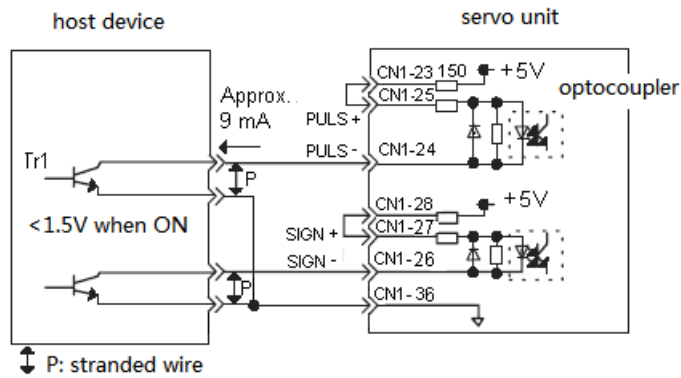 host device
servo unit
CN1-23 150 +5V
CN1-25
optocoupler
Approx..
9 mA
PULS +
PULS -
CN1-24
Tr1
P
<1.5V when ON
CN1-28
+5V
CN1-27
SIGN +
SIGN -
CN1-26
P
CN1-36
P: stranded wire